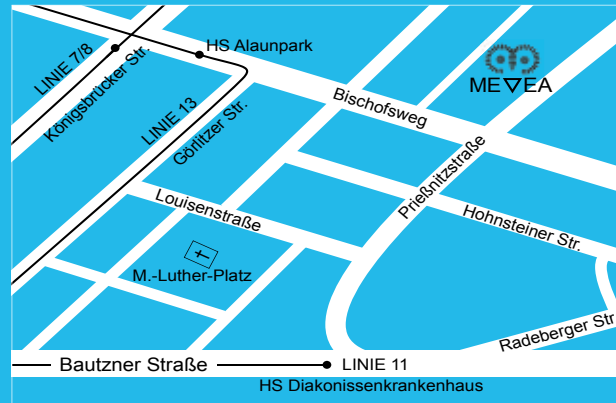 HS Alaunpark
LINIE 7/8
Königsbrücker Str.
LINIE 13
Görlitzer Str.
MEVEA
Bischofsweg
Prießnitzstraße
Louisenstraße
Hohnsteiner Str.
M.-Luther-Platz
Radeberger Str.
Bautzner Straße
LINIE 11
HS Diakonissenkrankenhaus